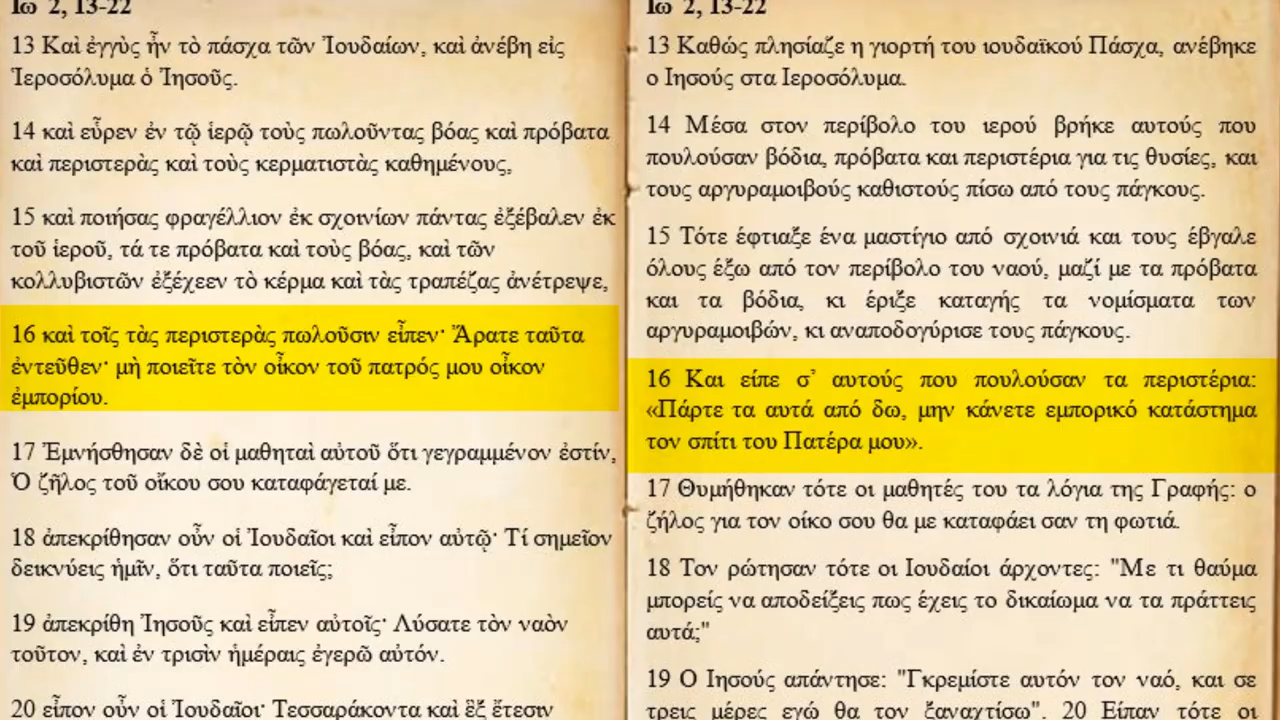 Ἰω 2, 13-22
13 Καὶ ἐγγὺς ἦν τὸ πάσχα τῶν Ἰουδαίων, καὶ ἀνέβη εἰς
Ἱεροσόλυμα ὁ Ἰησοῦς.
14 καὶ εὗρεν ἐν τῷ ἱερῷ τοὺς πωλοῦντας βόας καὶ πρόβατα
καὶ περιστερὰς καὶ τοὺς κερματιστὰς καθημένους,
15 καὶ ποιήσας φραγέλλιον ἐκ σχοινίων πάντας ἐξέβαλεν ἐκ
τοῦ ἱεροῦ, τά τε πρόβατα καὶ τοὺς βόας, καὶ τῶν
κολλυβιστῶν ἐξέχεεν τὸ κέρμα καὶ τὰς τραπέζας ἀνέτρεψε,
16 καὶ τοῖς τὰς περιστερὰς πωλοῦσιν εἶπεν· Ἄρατε ταῦτα
ἐντεῦθεν· μὴ ποιεῖτε τὸν οἶκον τοῦ πατρός μου οἶκον
ἐμπορίου.
17 Ἐμνήσθησαν δὲ οἱ μαθηταὶ αὐτοῦ ὅτι γεγραμμένον ἐστίν,
Ὁ ζῆλος τοῦ οἴκου σου καταφάγεταί με.
18 ἀπεκρίθησαν οὖν οἱ Ἰουδαῖοι καὶ εἶπον αὐτῷ· Τί σημεῖον
δεικνύεις ἡμῖν, ὅτι ταῦτα ποιεῖς;
19 ἀπεκρίθη Ἰησοῦς καὶ εἶπεν αὐτοῖς· Λύσατε τὸν ναὸν
τοῦτον, καὶ ἐν τρισὶν ἡμέραις ἐγερῶ αὐτόν.
20 εἶπον οὖν οἱ Ἰουδαῖοι· Τεσσαράκοντα καὶ ἓξ ἔτεσιν
Ἰω 2, 13-22
13 Καθώς πλησίαζε η γιορτή του ιουδαϊκού Πάσχα, ανέβηκε
ο Ιησούς στα Ιεροσόλυμα.
14 Μέσα στον περίβολο του ιερού βρήκε αυτούς που
πουλούσαν βόδια, πρόβατα και περιστέρια για τις θυσίες, και
τους αργυραμοιβούς καθιστούς πίσω από τους πάγκους.
15 Τότε έφτιαξε ένα μαστίγιο από σχοινιά και τους έβγαλε
όλους έξω από τον περίβολο του ναού, μαζί με τα πρόβατα
και τα βόδια, κι έριξε καταγής τα νομίσματα των
αργυραμοιβών, κι αναποδογύρισε τους πάγκους.
16 Και είπε σ' αυτούς που πουλούσαν τα περιστέρια:
«Πάρτε τα αυτά από δω, μην κάνετε εμπορικό κατάστημα
τον σπίτι του Πατέρα μου».
17 Θυμήθηκαν τότε οι μαθητές του τα λόγια της Γραφής: ο
ζήλος για τον οίκο σου θα με καταφάει σαν τη φωτιά.
18 Τον ρώτησαν τότε οι Ιουδαίοι άρχοντες: "Με τι θαύμα
μπορείς να αποδείξεις πως έχεις το δικαίωμα να τα πράττεις
αυτά;"
19 Ο Ιησούς απάντησε: "Γκρεμίστε αυτόν τον ναό, και σε
τρεις μέρες εγώ θα τον ξαναχτίσω". 20 Είπαν τότε οι